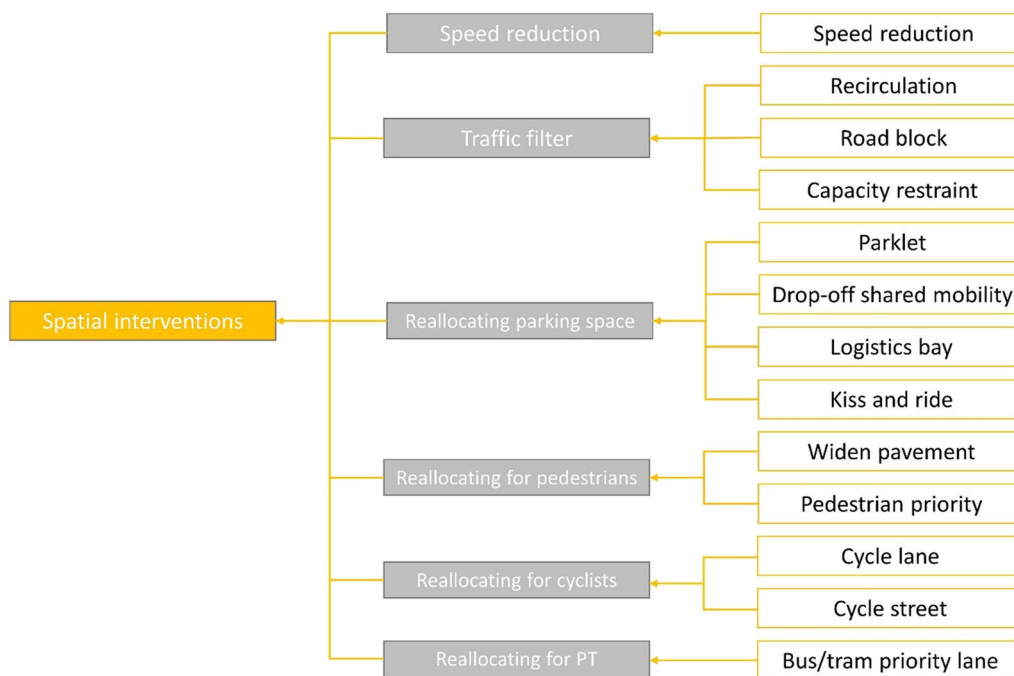 Speed reduction
Speed reduction
Recirculation
Traffic filter
Road block
Capacity restraint
Parklet
Drop-off shared mobility
Spatial interventions
Reallocating parking space
Logistics bay
Kiss and ride
Widen pavement
Reallocating for pedestrians
Pedestrian priority
Cycle lane
Reallocating for cyclists
Cycle street
Reallocating for PT
Bus/tram priority lane